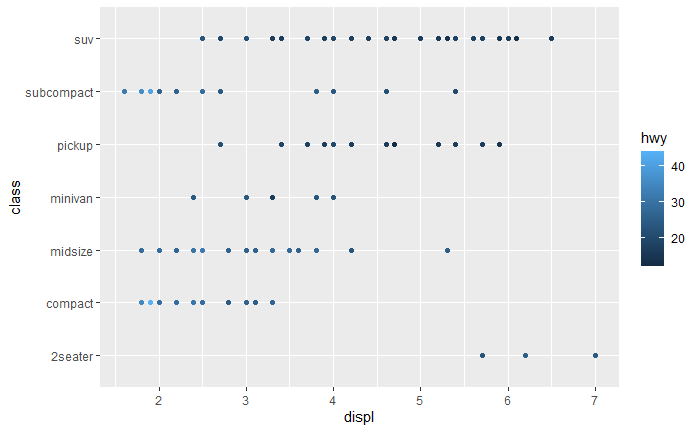 suv
subcompact
pickup
minivan
midsize
compact
2seater
class
2 3 4 5 6 7
displ
hwy
40
30
20